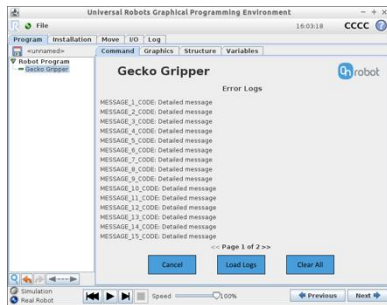 Universal Robots Graphical Programming Environment
File
16:03:18
CCCC
Program
Installation
Move
I/O
Log
<unnamed>
Command
Graphics
Structure
Variables
Robot Program
Gecko Gripper
Gecko Gripper
robot
Error Logs
MESSAGE_1_CODE: Detailed message
MESSAGE_2_CODE: Detailed message
MESSAGE_3_CODE: Detailed message
MESSAGE_4_CODE: Detailed message
MESSAGE_5_CODE: Detailed message
MESSAGE_6_CODE: Detailed message
MESSAGE_7_CODE: Detailed message
MESSAGE_8_CODE: Detailed message
MESSAGE_9_CODE: Detailed message
MESSAGE_10_CODE: Detailed message
MESSAGE_11_CODE: Detailed message
MESSAGE_12_CODE: Detailed message
MESSAGE_13_CODE: Detailed message
MESSAGE_14_CODE: Detailed message
MESSAGE_15_CODE: Detailed message
<< Page 1 of 2 >>
Cancel
Load Logs
Clear All
Simulation
Real Robot
Speed
100%
Previous
Next